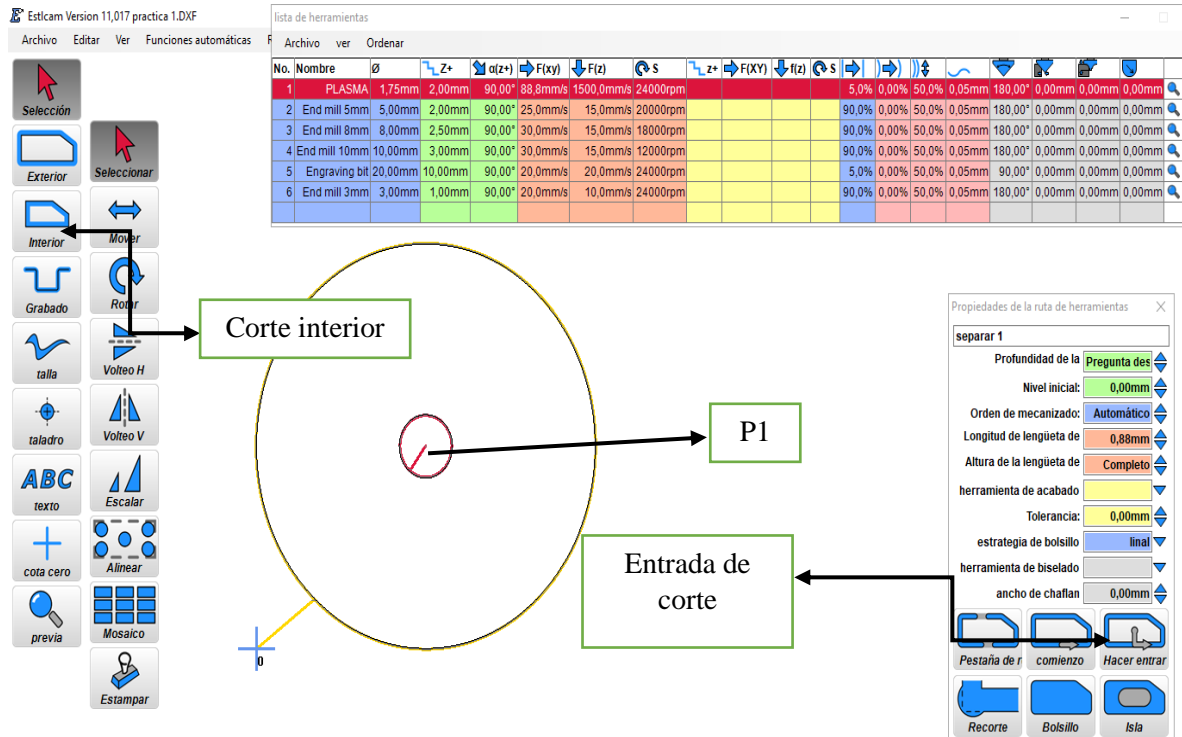 Estlcam Version 11,017 practica 1.DXF
Archivo Editar Ver Funciones automáticas
lista de herramientas
Archivo ver Ordenar
No. Nombre Ø Z+ α(z+) F(xy) F(z) S z+ F(XY) f(z) S
1 PLASMA 1,75mm 2,00mm 90,00° 88,8mm/s 1500,0mm/s 24000rpm 5,0% 0,00% 50,0% 0,05mm 180,00° 0,00mm 0,00mm 0,00mm
2 End mill 5mm 5,00mm 2,00mm 90,00° 25,0mm/s 15,0mm/s 20000rpm 90,0% 0,00% 50,0% 0,05mm 180,00° 0,00mm 0,00mm 0,00mm
3 End mill 8mm 8,00mm 2,50mm 90,00° 30,0mm/s 15,0mm/s 18000rpm 90,0% 0,00% 50,0% 0,05mm 180,00° 0,00mm 0,00mm 0,00mm
4 End mill 10mm 10,00mm 3,00mm 90,00° 30,0mm/s 15,0mm/s 12000rpm 90,0% 0,00% 50,0% 0,05mm 180,00° 0,00mm 0,00mm 0,00mm
5 Engraving bit 20,00mm 10,00mm 90,00° 20,0mm/s 20,0mm/s 24000rpm 5,0% 0,00% 50,0% 0,05mm 90,00° 0,00mm 0,00mm 0,00mm
6 End mill 3mm 3,00mm 1,00mm 90,00° 20,0mm/s 10,0mm/s 24000rpm 90,0% 0,00% 50,0% 0,05mm 180,00° 0,00mm 0,00mm 0,00mm
Selección
Exterior
Interior
Grabado
talla
taladro
ABC
texto
cota cero
previa
Seleccionar
Mover
Rotar
Volteo H
Volteo V
Escalar
Alinear
Mosaico
Estampar
Corte interior
P1
Entrada de
corte
0
Propiedades de la ruta de herramientas
separar 1
Profundidad de la Pregunta des
Nivel inicial: 0,00mm
Orden de mecanizado: Automático
Longitud de lengüeta de 0,88mm
Altura de la lengüeta de Completo
herramienta de acabado
Tolerancia: 0,00mm
estrategia de bolsillo linal
herramienta de biselado
ancho de chaflan 0,00mm
Pestaña de r comienzo Hacer entrar
Recorte Bolsillo Isla